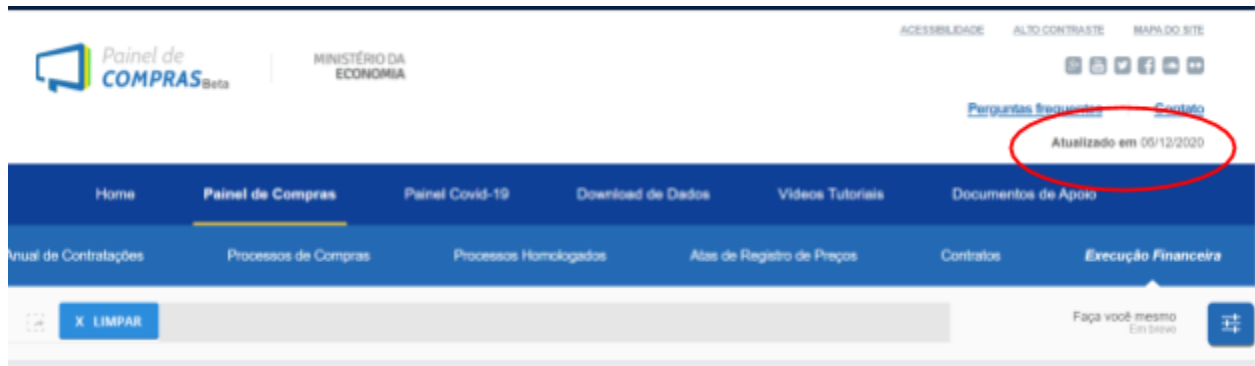 ACESSIBILIDADE ALTO CONTRASTE MAPA DO SITE
Painel de
COMPRAS Beta
MINISTÉRIO DA
ECONOMIA
Perguntas frequentes Contato
Atualizado em 05/12/2020
Home Painel de Compras Painel Covid-19 Download de Dados Vídeos Tutoriais Documentos de Apoio
Anual de Contratações Processos de Compras Processos Homologados Atas de Registro de Preços Contratos Execução Financeira
X LIMPAR
Faça você mesmo
Em breve